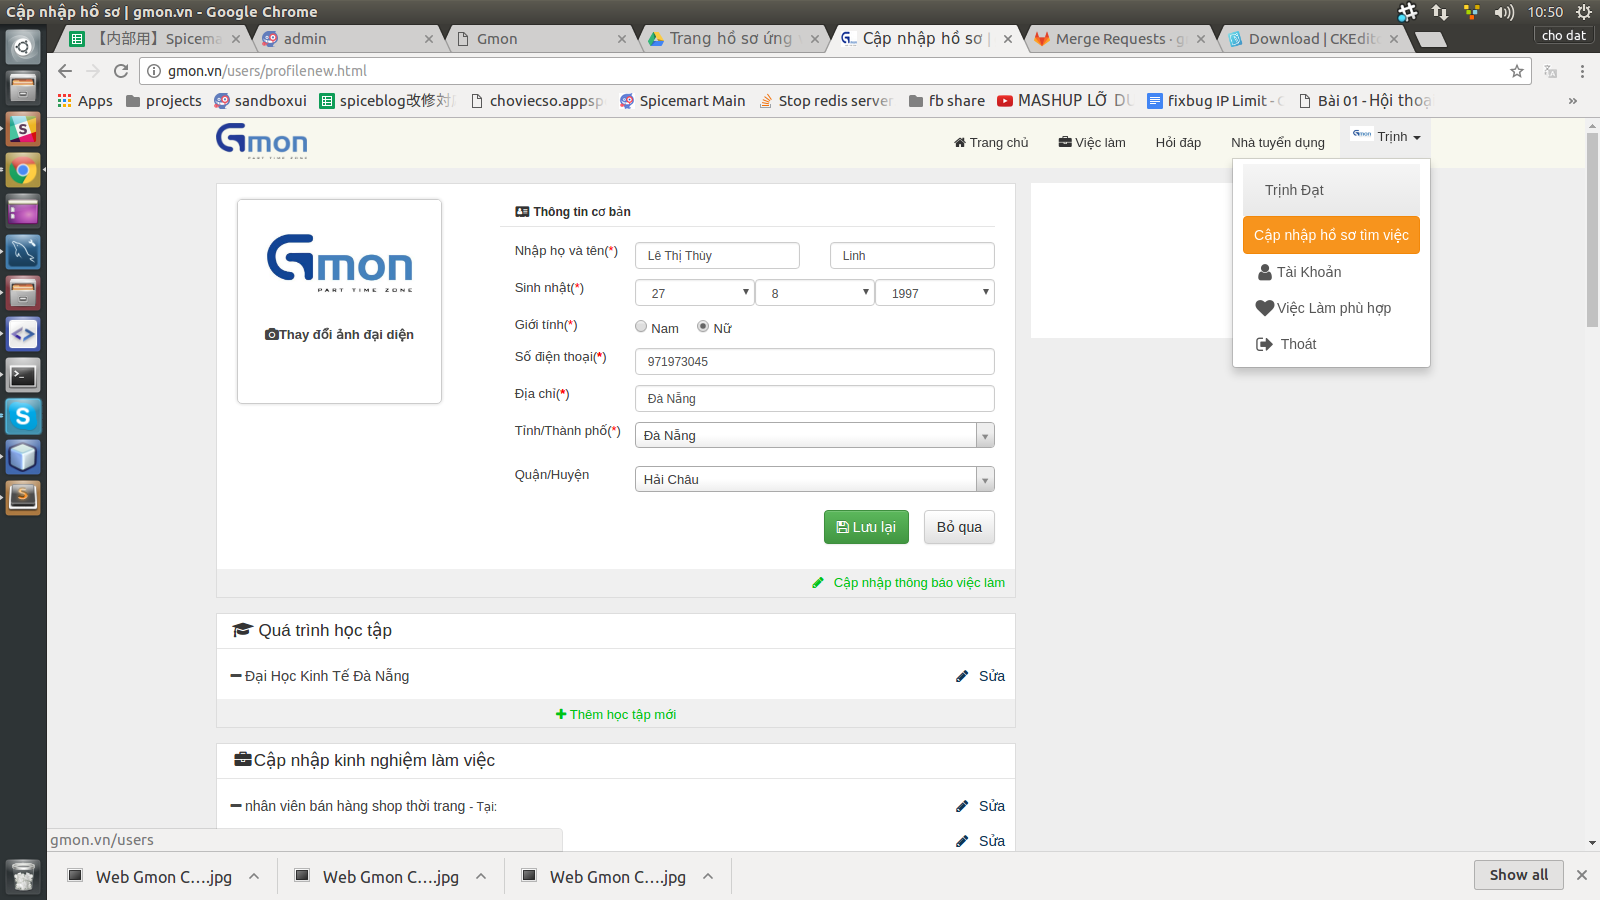 Cập nhập hồ sơ | gmon.vn - Google Chrome
10:50
【内部用】Spicema
admin
Gmon
Trang hồ sơ ứng
Cập nhập hồ sơ |
Merge Requests · g
Download | CKEdito
cho dat
gmon.vn/users/profilenew.html
Apps
projects
sandboxui
spiceblog改修対
choviecso.appsp
Spicemart Main
Stop redis server
fb share
MASHUP LỠ DU
fixbug IP Limit -
Bài 01 - Hội thoạ
»
Gmon
PART TIME ZONE
Trang chủ
Việc làm
Hỏi đáp
Nhà tuyển dụng
Gmon
Trịnh
Trịnh Đạt
Cập nhập hồ sơ tìm việc
Tài Khoản
Việc Làm phù hợp
Thoát
Gmon
PART TIME ZONE
Thay đổi ảnh đại diện
Thông tin cơ bản
Nhập họ và tên(*)
Lê Thị Thùy
Linh
Sinh nhật(*)
27
8
1997
Giới tính(*)
Nam
Nữ
Số điện thoại(*)
971973045
Địa chỉ(*)
Đà Nẵng
Tỉnh/Thành phố(*)
Đà Nẵng
Quận/Huyện
Hải Châu
Lưu lại
Bỏ qua
Cập nhập thông báo việc làm
Quá trình học tập
Đại Học Kinh Tế Đà Nẵng
Sửa
Thêm học tập mới
Cập nhập kinh nghiệm làm việc
nhân viên bán hàng shop thời trang - Tại:
Sửa
Sửa
gmon.vn/users
Web Gmon C....jpg
Web Gmon C....jpg
Web Gmon C....jpg
Show all